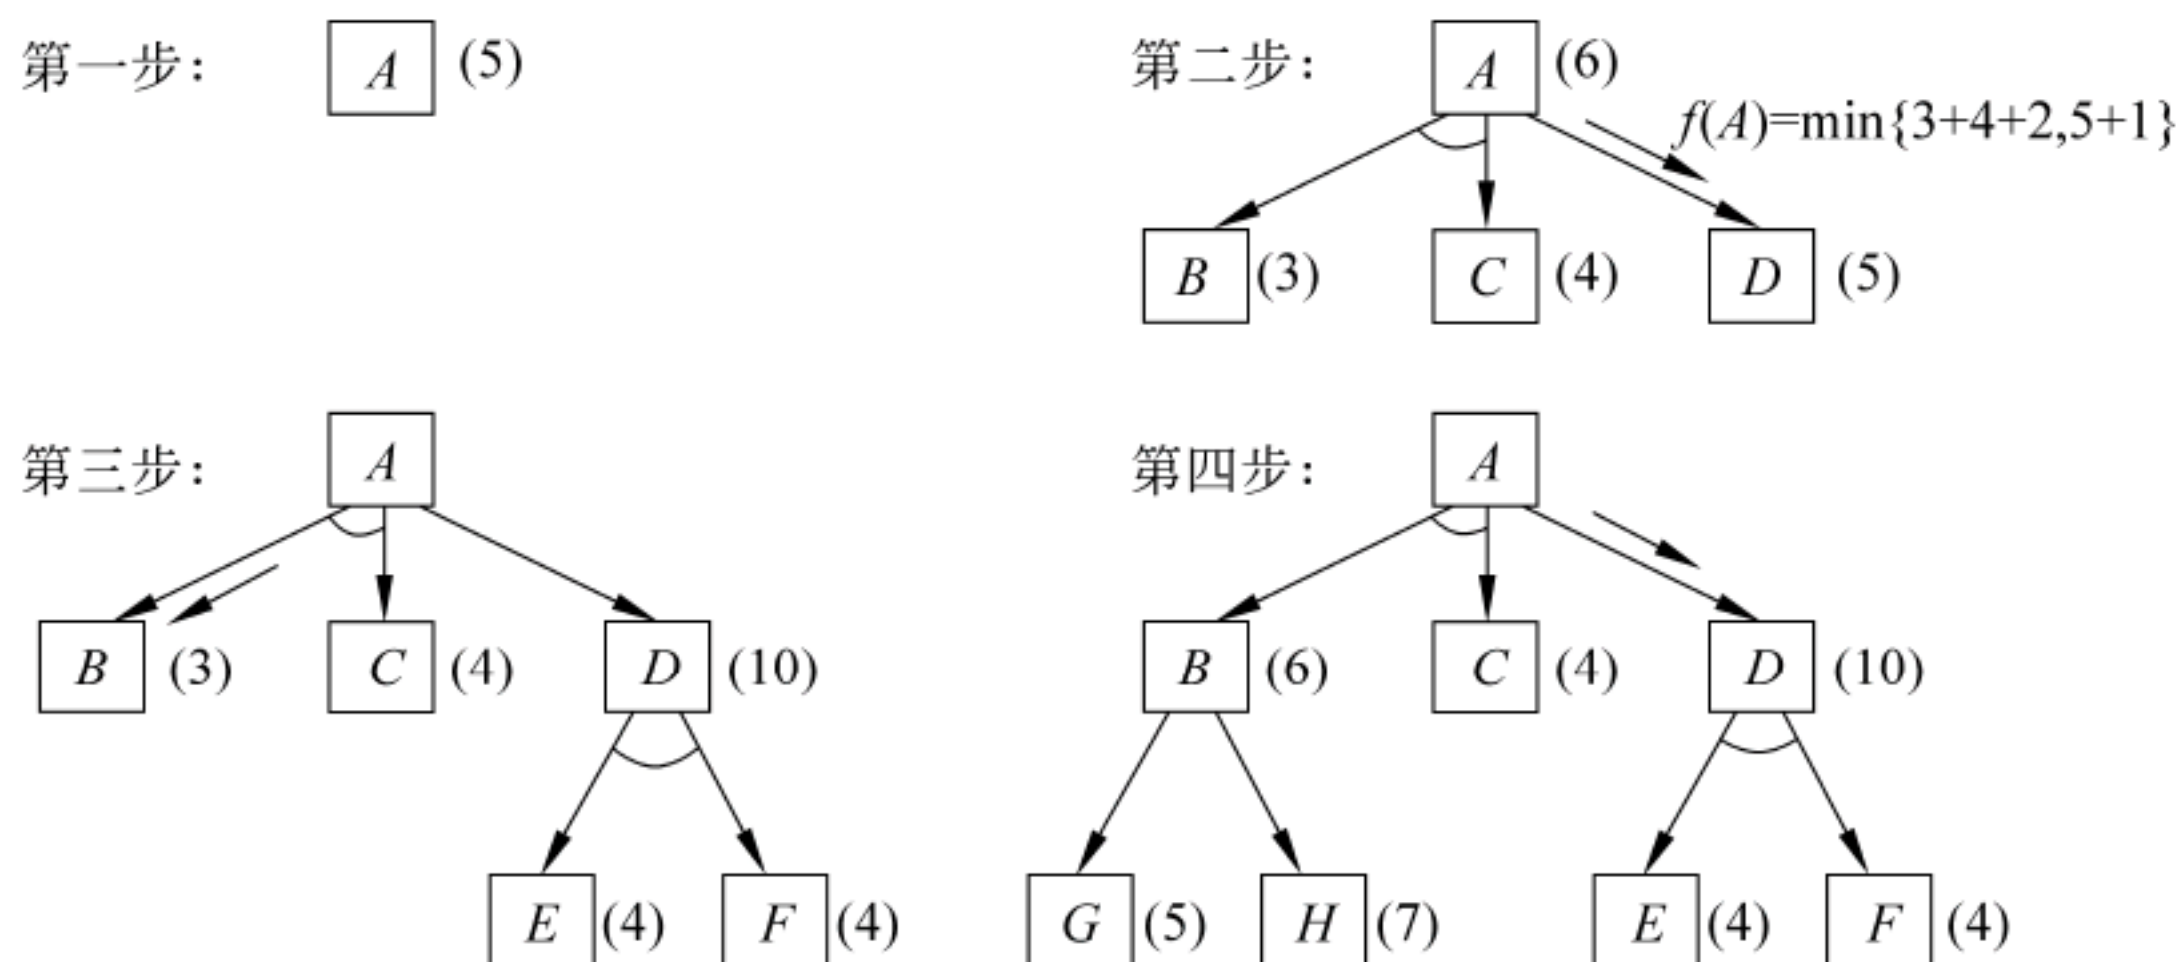 第一步： A (5)
第二步： A (6)
f(A)=min{3+4+2,5+1}
B (3) C (4) D (5)
第三步： A
B (3) C (4) D (10)
E (4) F (4)
第四步： A
B (6) C (4) D (10)
G (5) H (7) E (4) F (4)